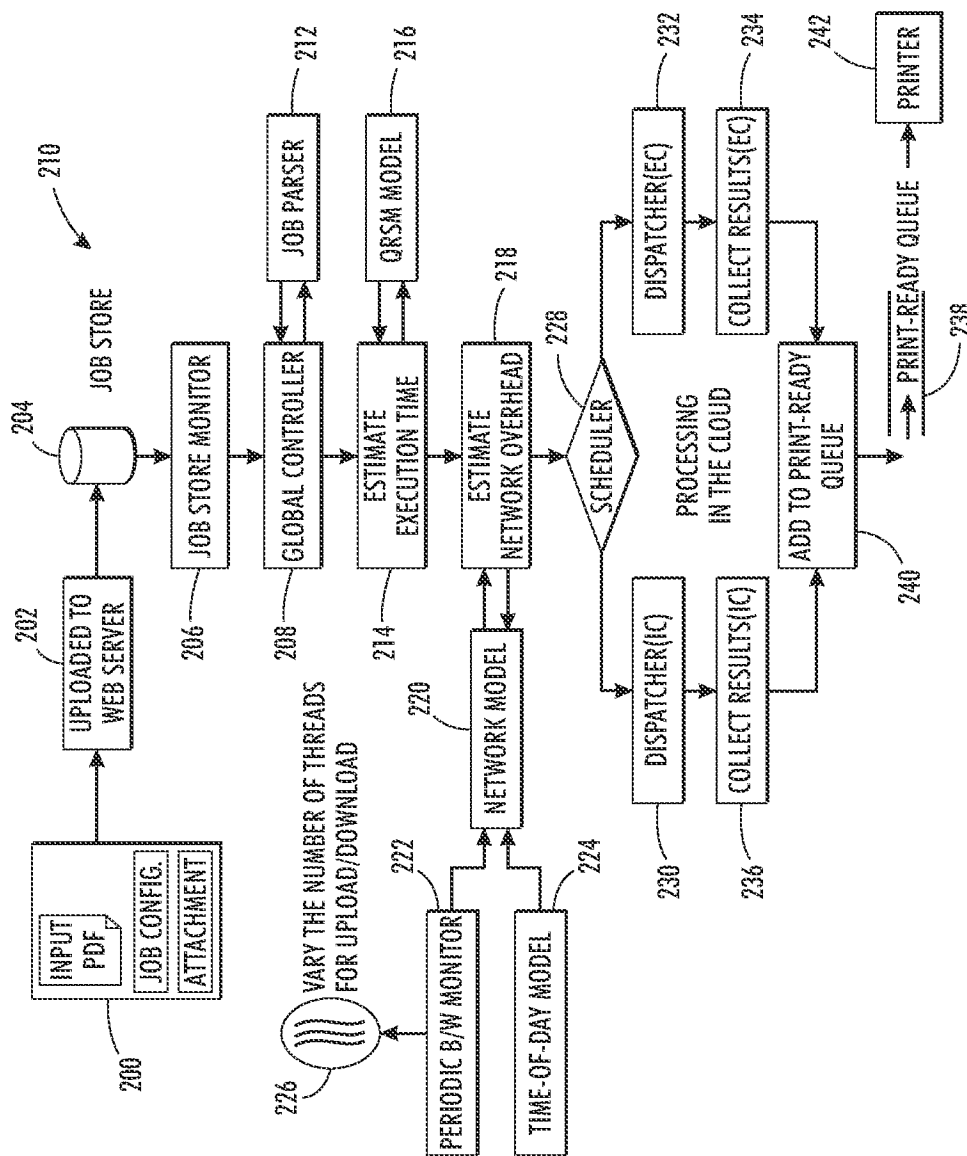 INPUT
PDF
JOB CONFIG.
ATTACHMENT
200
UPLOADED TO
WEB SERVER
202
204
JOB STORE
210
JOB STORE MONITOR
206
GLOBAL CONTROLLER
208
JOB PARSER
212
ESTIMATE
EXECUTION TIME
214
QRSM MODEL
216
ESTIMATE
NETWORK OVERHEAD
218
NETWORK MODEL
220
VARY THE NUMBER OF THREADS
FOR UPLOAD/DOWNLOAD
226
PERIODIC B/W MONITOR
222
TIME-OF-DAY MODEL
224
SCHEDULER
228
PROCESSING
IN THE CLOUD
DISPATCHER(IC)
230
COLLECT RESULTS(IC)
236
DISPATCHER(EC)
232
COLLECT RESULTS(EC)
234
ADD TO PRINT-READY
QUEUE
240
PRINT-READY QUEUE
238
PRINTER
242